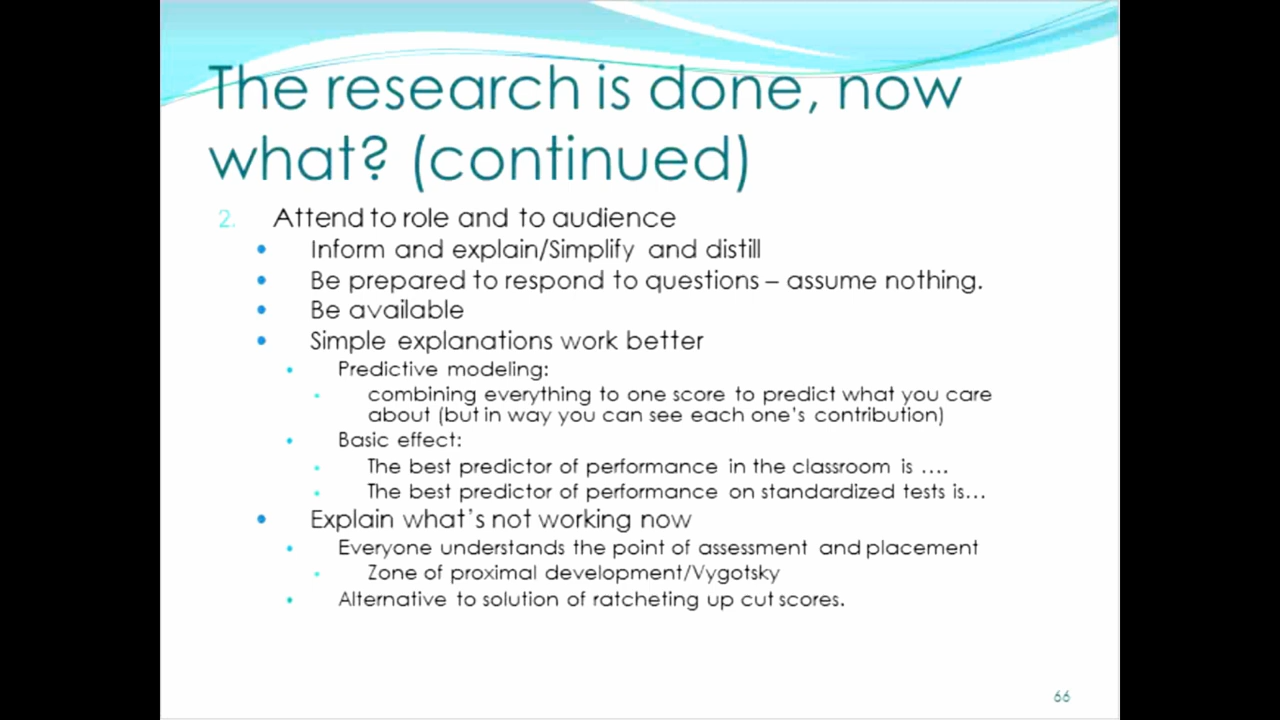 The research is done, now
what? (continued)
2. Attend to role and to audience
• Inform and explain/Simplify and distill
• Be prepared to respond to questions – assume nothing.
• Be available
• Simple explanations work better
• Predictive modeling:
• combining everything to one score to predict what you care
about (but in way you can see each one's contribution)
• Basic effect:
• The best predictor of performance in the classroom is ....
• The best predictor of performance on standardized tests is...
• Explain what's not working now
• Everyone understands the point of assessment and placement
• Zone of proximal development/Vygotsky
• Alternative to solution of ratcheting up cut scores.
66